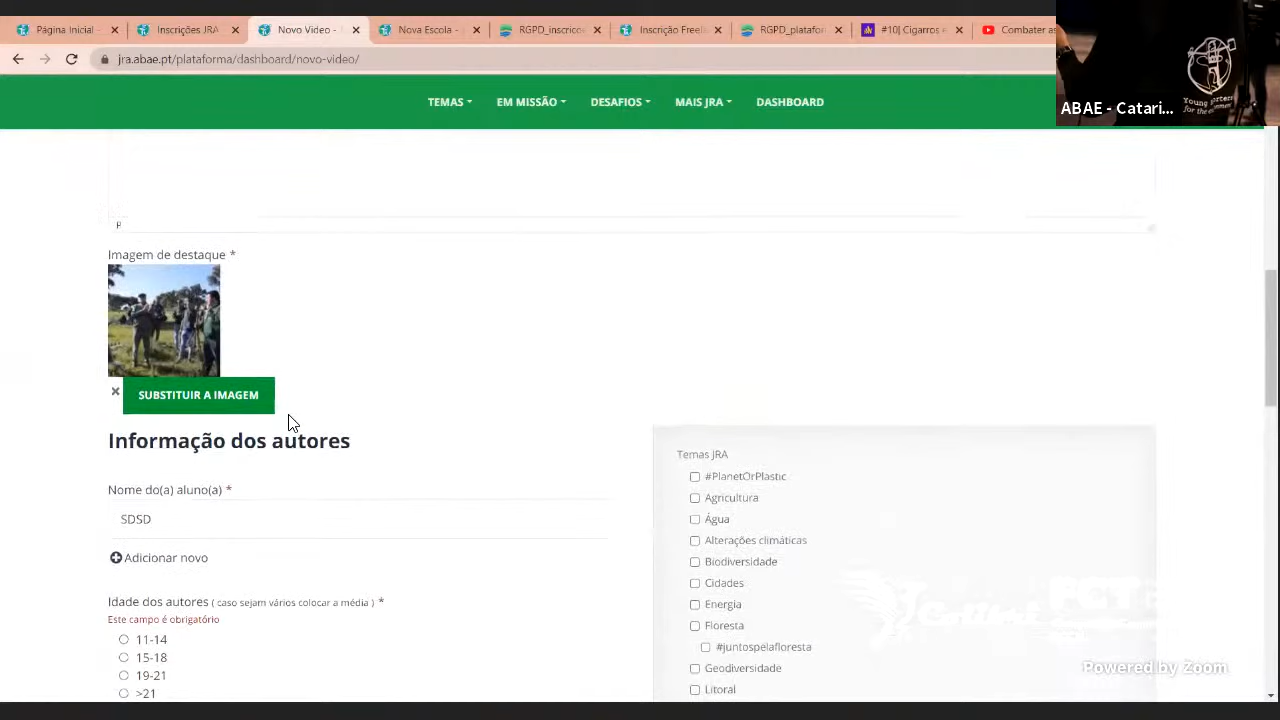 Página Inicial -
Inscrições JRA
Novo Video -
Nova Escola -
RGPD_inscrico
Inscrição Freela
RGPD_platafor
#10| Cigarros e
Combater as
jra.abae.pt/plataforma/dashboard/novo-video/
ABAE - Catari...
Young
for the
TEMAS
EM MISSÃO
DESAFIOS
MAIS JRA
DASHBOARD
P
Imagem de destaque *
SUBSTITUIR A IMAGEM
Informação dos autores
Nome do(a) aluno(a) *
SDSD
Adicionar novo
Idade dos autores ( caso sejam vários colocar a média ) *
Este campo é obrigatório
11-14
15-18
19-21
>21
Temas JRA
#PlanetOrPlastic
Agricultura
Água
Alterações climáticas
Biodiversidade
Cidades
Energia
Floresta
#juntospelafloresta
Geodiversidade
Litoral
Powered by Zoom